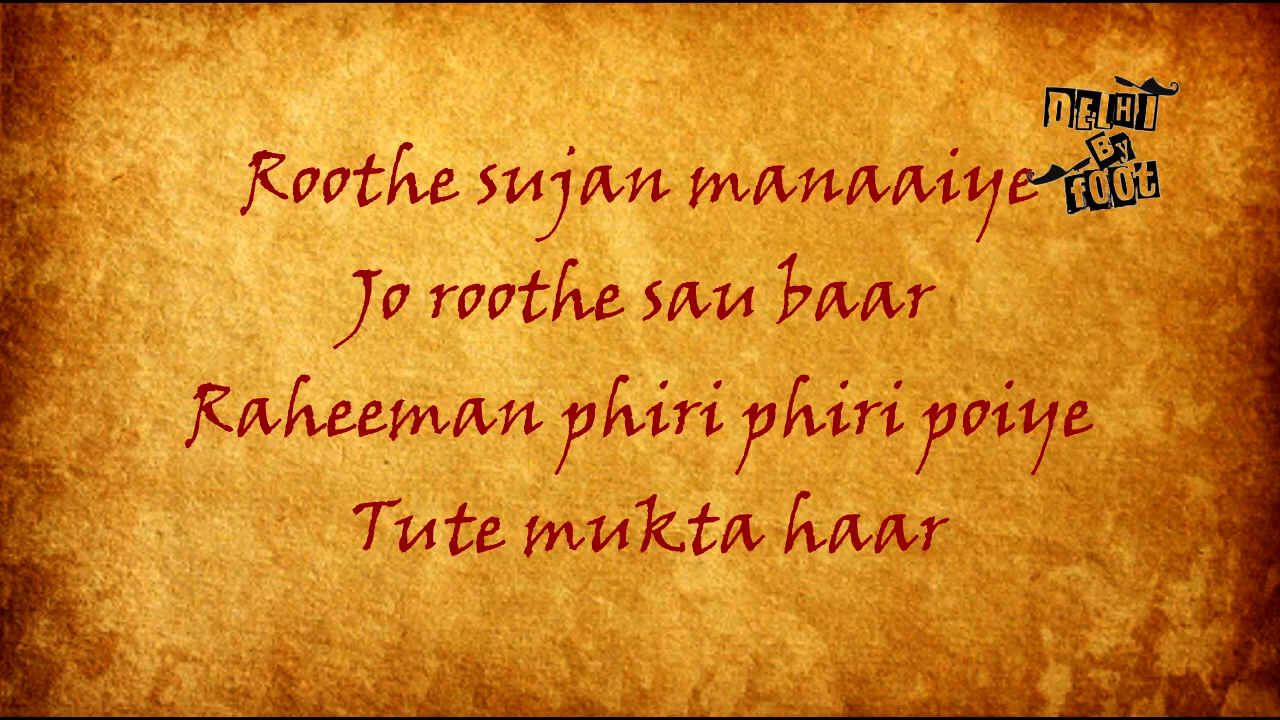 Roothe sujan manaaiye
Jo roothe sau baar
Raheeman phiri phiri poiye
Tute mukta haar
DELHI
By
foot